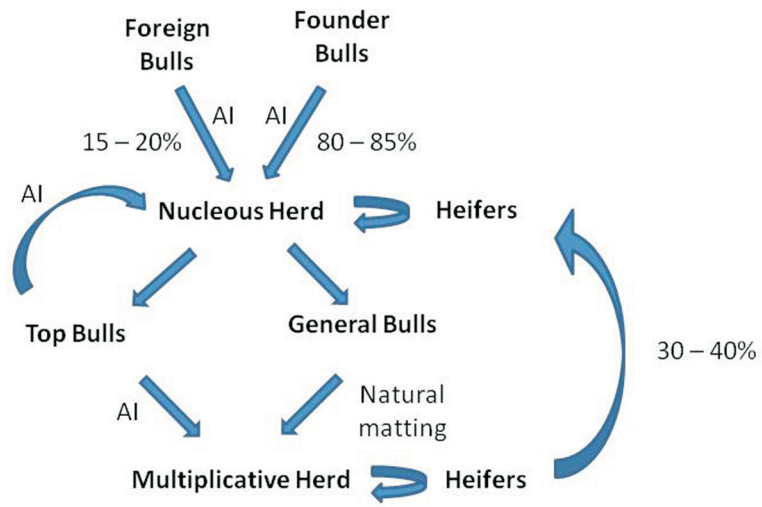 Foreign
Bulls
Founder
Bulls
AI
AI
15 – 20%
80 – 85%
AI
Nucleous Herd
Heifers
Top Bulls
General Bulls
30 – 40%
AI
Natural
matting
Multiplicative Herd
Heifers